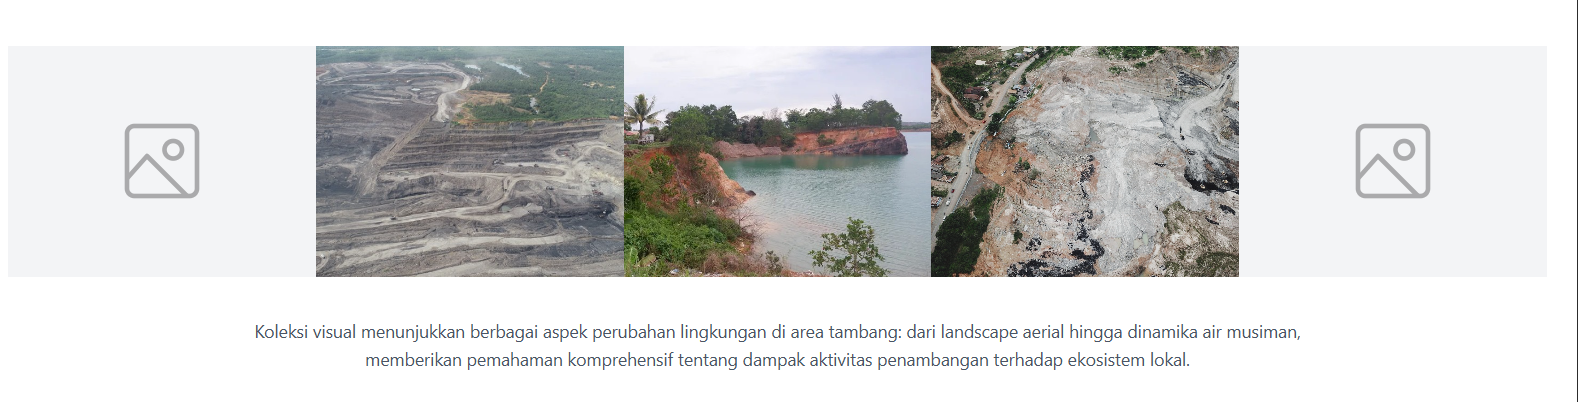 Koleksi visual menunjukkan berbagai aspek perubahan lingkungan di area tambang: dari landscape aerial hingga dinamika air musiman,
memberikan pemahaman komprehensif tentang dampak aktivitas penambangan terhadap ekosistem lokal.